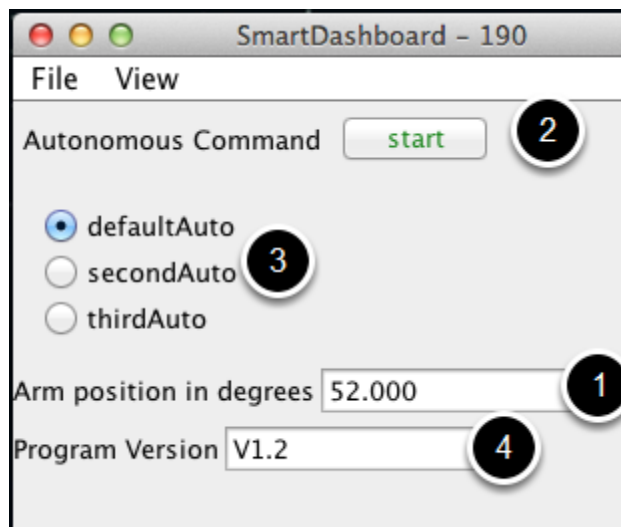 SmartDashboard – 190
File View
Autonomous Command start 2
defaultAuto
secondAuto 3
thirdAuto
Arm position in degrees 52.000 1
Program Version V1.2 4